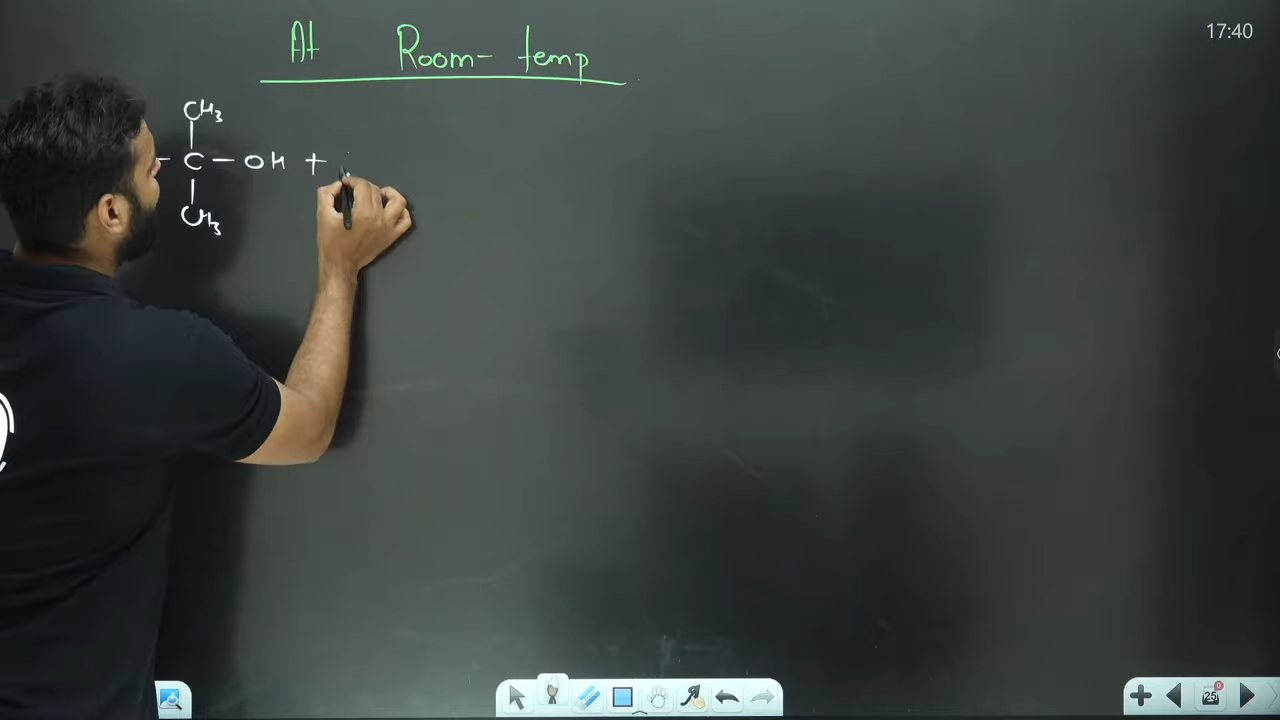 17:40
At Room- temp
CH3
- C - OH +
CH3
25